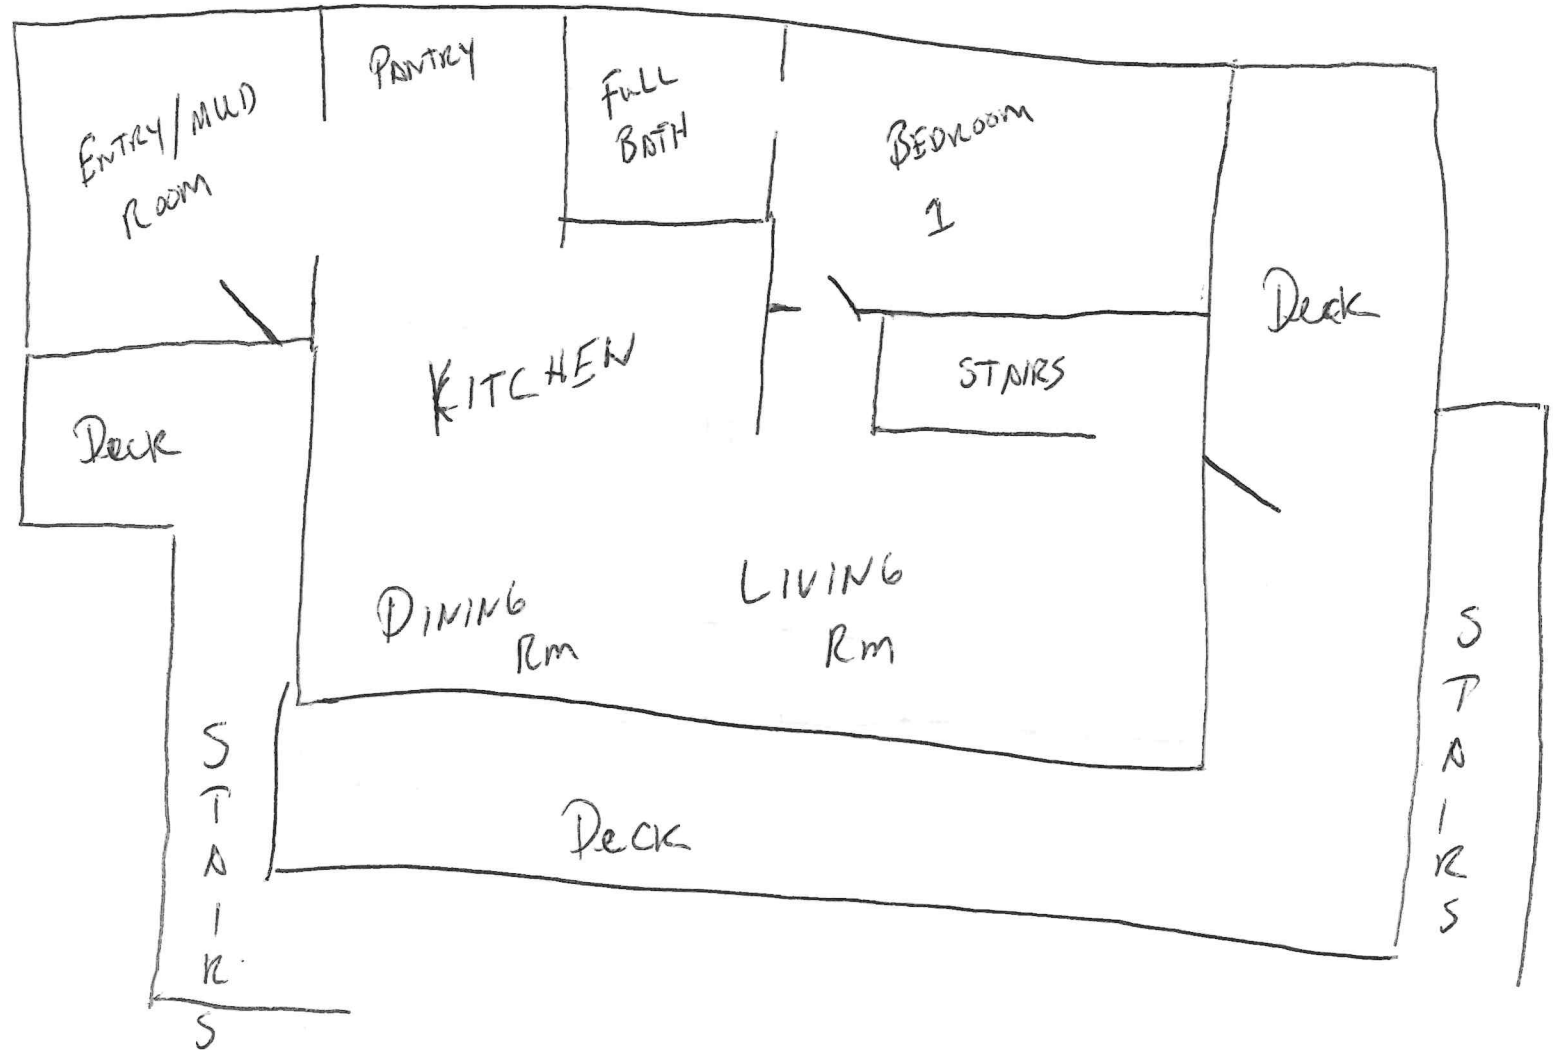 PANTRY
ENTRY/MUD
ROOM
FULL
BATH
BEDROOM
1
Deck
KITCHEN
STAIRS
Deck
DINING
Rm
LIVING
Rm
STAIRS
STAIRS
Deck